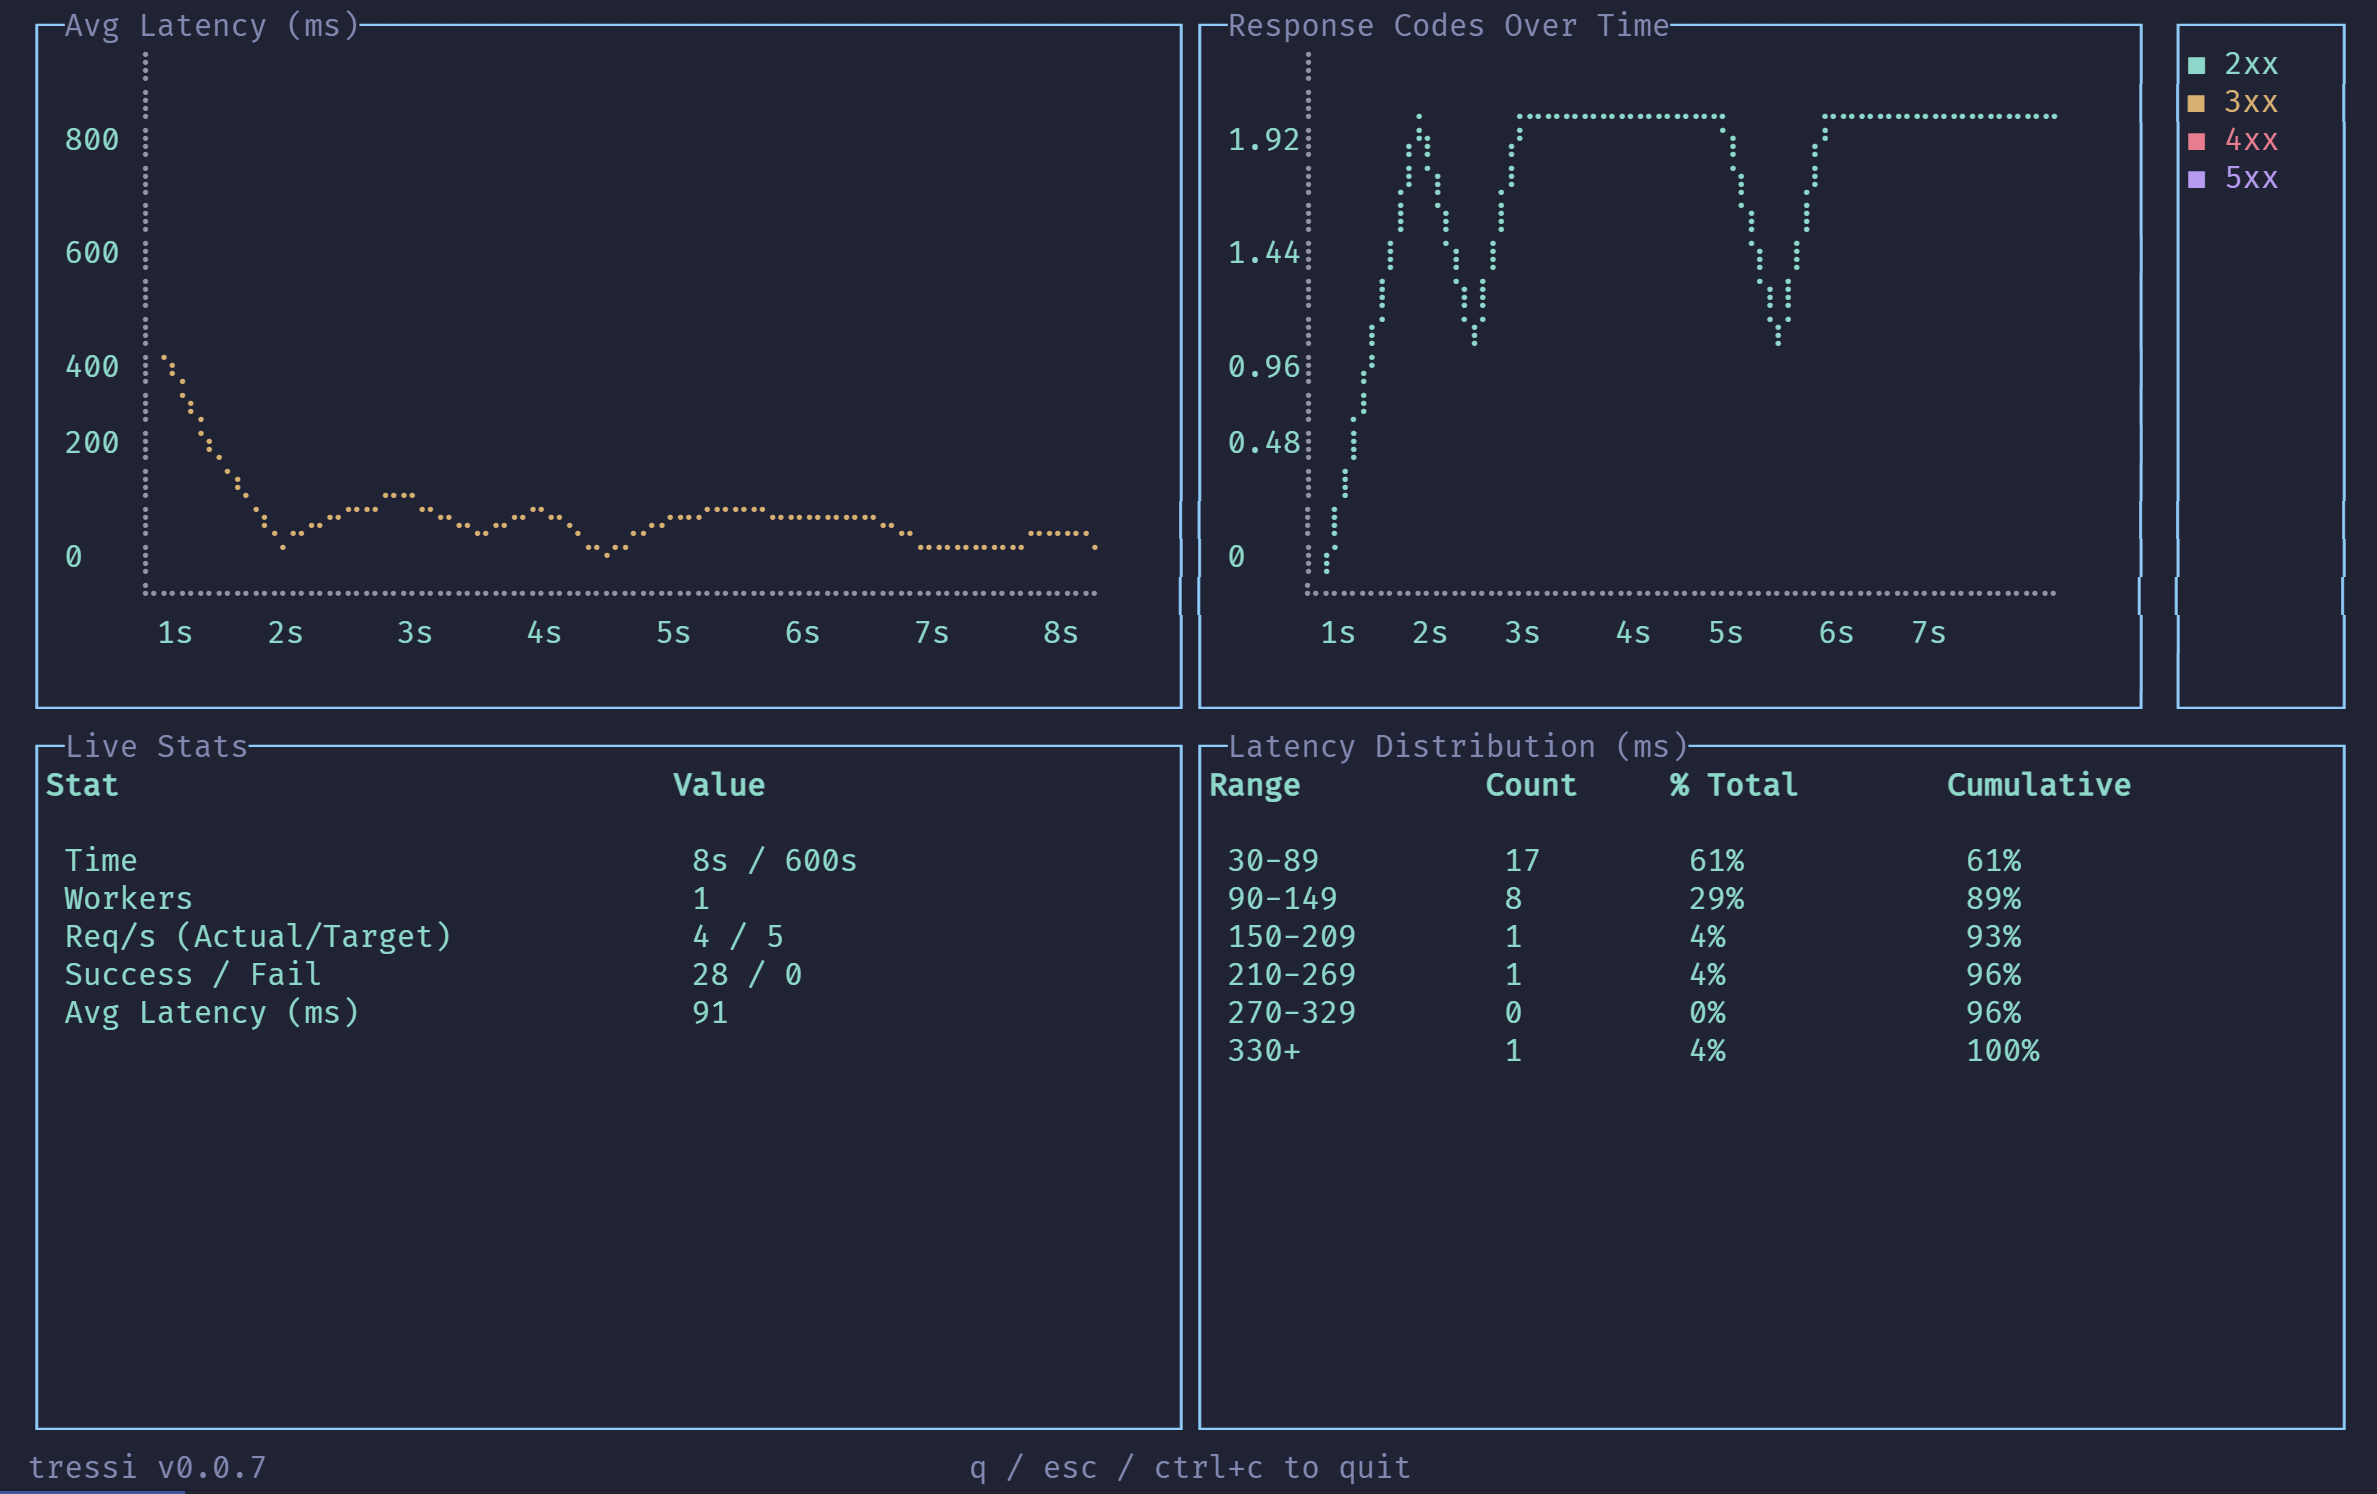 Avg Latency (ms)
800
600
400
200
0
1s 2s 3s 4s 5s 6s 7s 8s
Response Codes Over Time
1.92
1.44
0.96
0.48
0
1s 2s 3s 4s 5s 6s 7s
2xx
3xx
4xx
5xx
Live Stats
Stat Value
Time 8s / 600s
Workers 1
Req/s (Actual/Target) 4 / 5
Success / Fail 28 / 0
Avg Latency (ms) 91
Latency Distribution (ms)
Range Count % Total Cumulative
30-89 17 61% 61%
90-149 8 29% 89%
150-209 1 4% 93%
210-269 1 4% 96%
270-329 0 0% 96%
330+ 1 4% 100%
tressi v0.0.7
q / esc / ctrl+c to quit